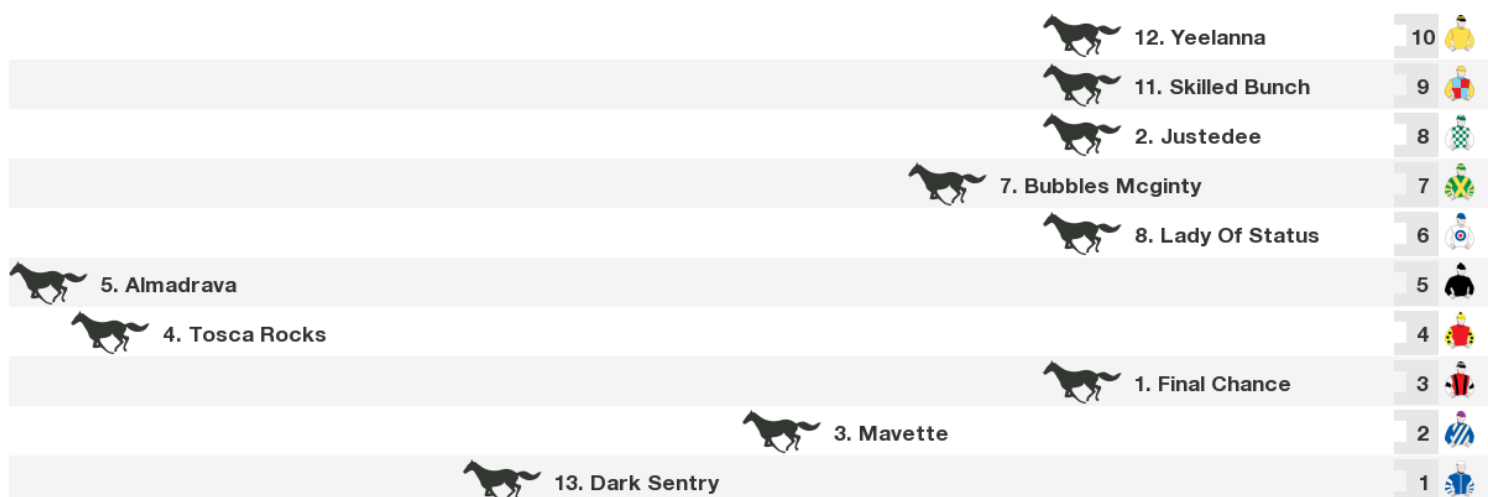 12. Yeelanna 10
11. Skilled Bunch 9
2. Justedee 8
7. Bubbles Mcginty 7
8. Lady Of Status 6
5. Almadrava 5
4. Tosca Rocks 4
1. Final Chance 3
3. Mavette 2
13. Dark Sentry 1